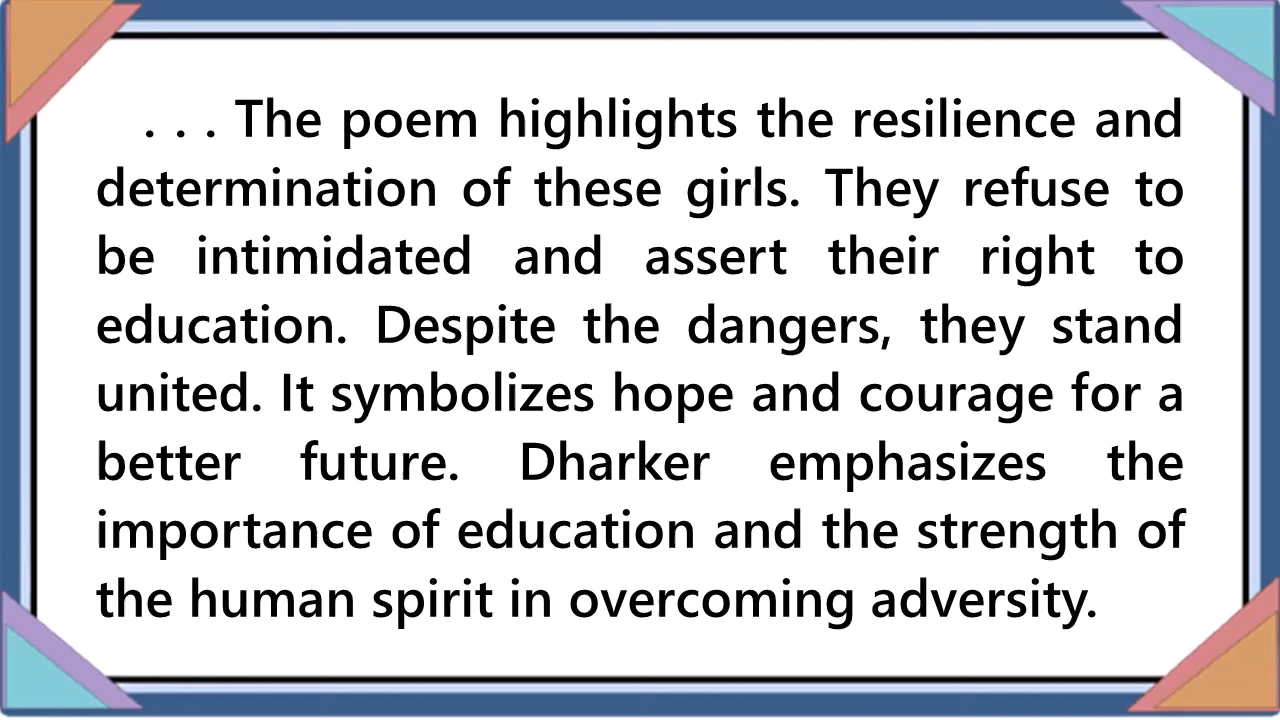 . . . The poem highlights the resilience and
determination of these girls. They refuse to
be intimidated and assert their right to
education. Despite the dangers, they stand
united. It symbolizes hope and courage for a
better future. Dharker emphasizes the
importance of education and the strength of
the human spirit in overcoming adversity.